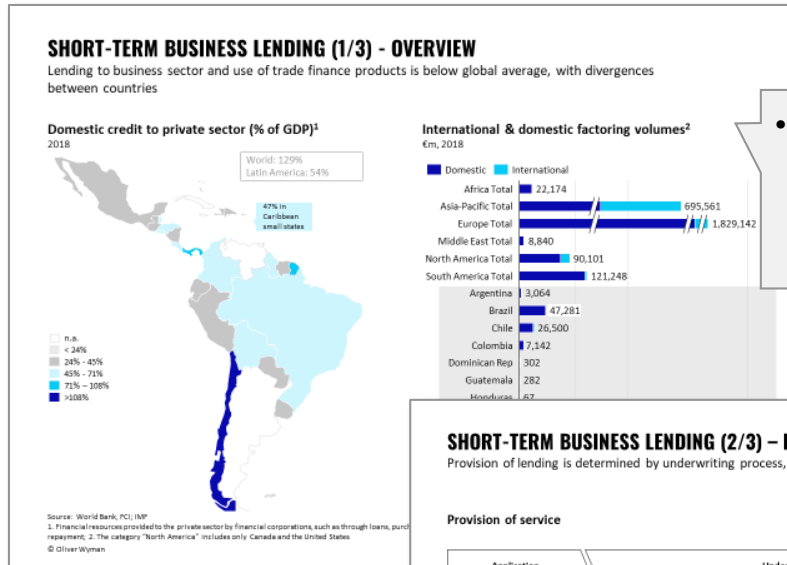 SHORT-TERM BUSINESS LENDING (1/3) - OVERVIEW
Lending to business sector and use of trade finance products is below global average, with divergences
between countries
Domestic credit to private sector (% of GDP)1
2018
World: 129%
Latin America: 54%
47% in
Caribbean
small states
n.a.
< 24%
24% - 45%
45% - 71%
71% – 108%
>108%
International & domestic factoring volumes2
€m, 2018
Domestic International
Africa Total 22,174
Asia-Pacific Total 695,561
Europe Total 1,829,142
Middle East Total 8,840
North America Total 90,101
South America Total 121,248
Argentina 3,064
Brazil 47,281
Chile 26,500
Colombia 7,142
Dominican Rep 302
Guatemala 282
Honduras 67
Source: World Bank, FCI; IMF
1. Financial resources provided to the private sector by financial corporations, such as through loans,
repayment; 2. The category "North America" includes only Canada and the United States
© Oliver Wyman
SHORT-TERM BUSINESS LENDING (2/3) –
Provision of lending is determined by underwriting process,
Provision of service
Application